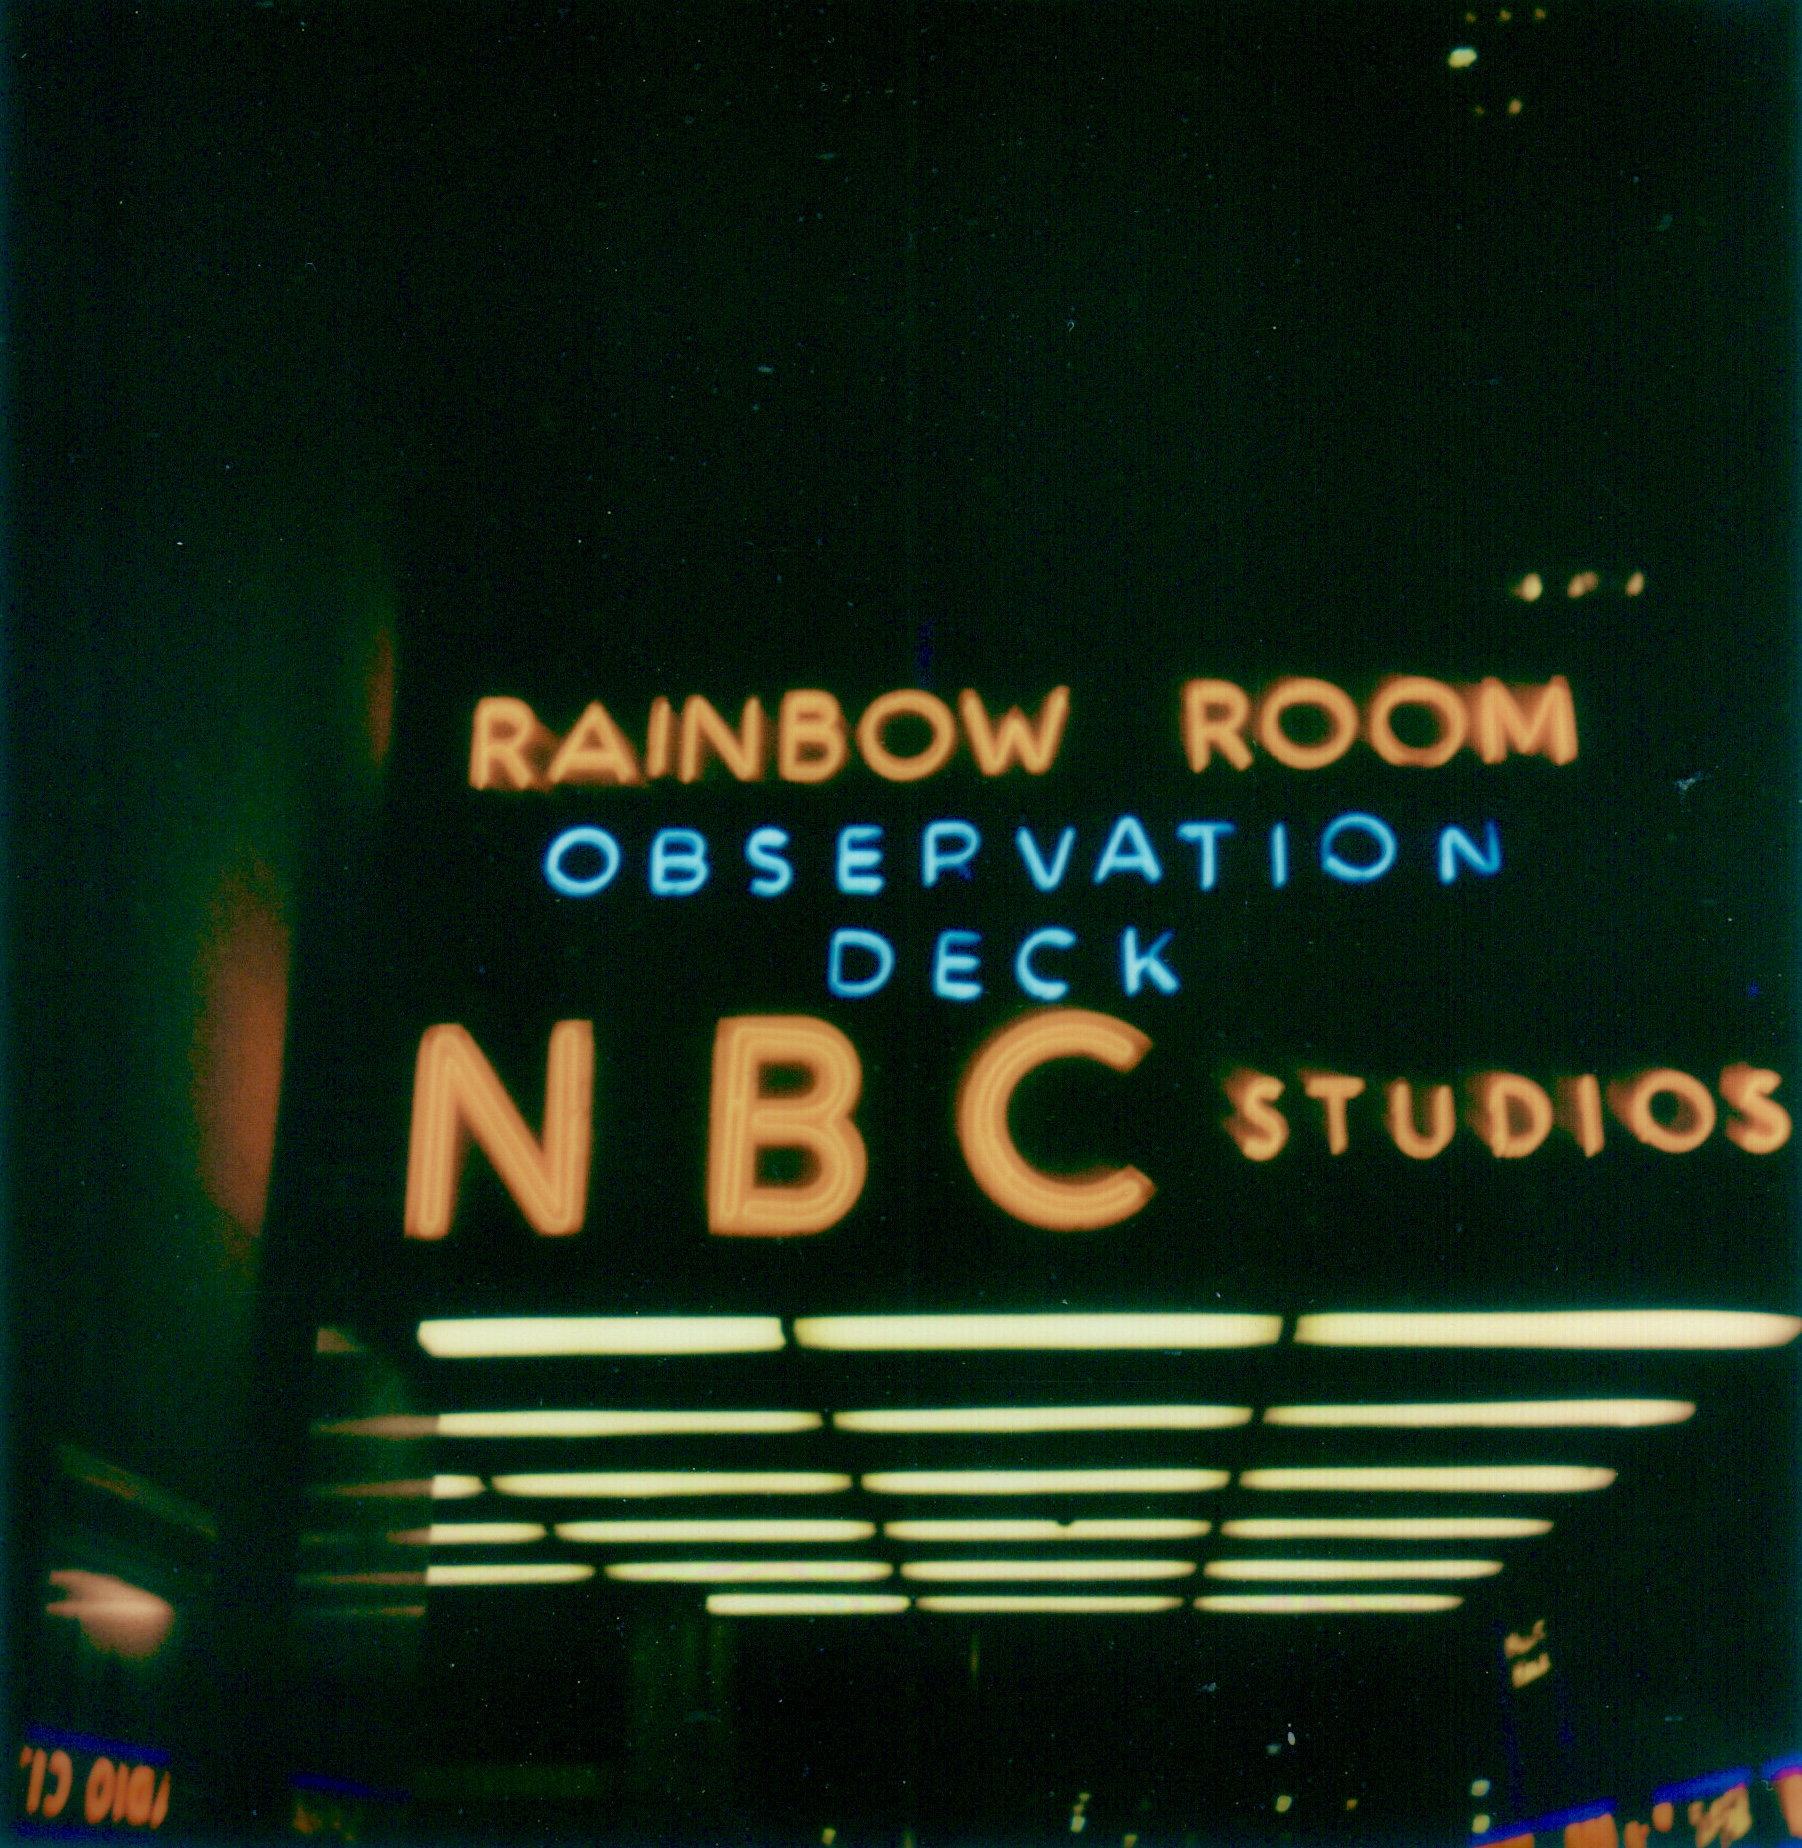 RAINBOW ROOM
OBSERVATION
DECK
NBC STUDIOS